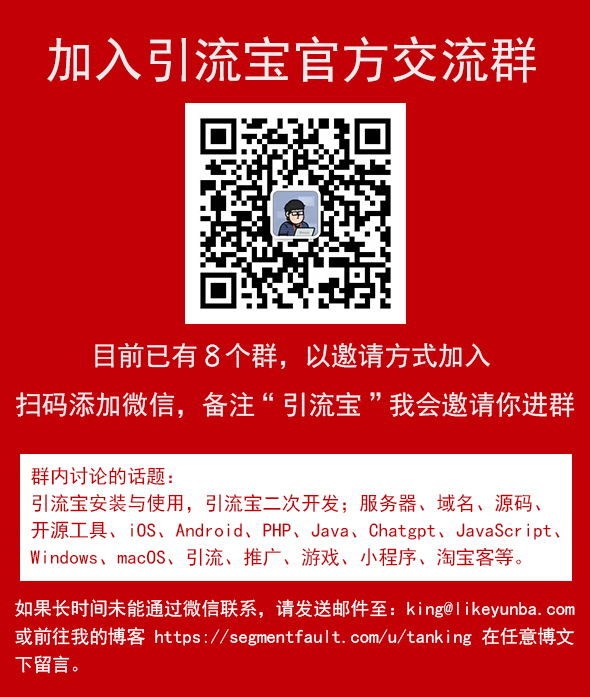 加入引流宝官方交流群
目前已有8个群，以邀请方式加入
扫码添加微信，备注“引流宝”我会邀请你进群
群内讨论的话题：
引流宝安装与使用，引流宝二次开发；服务器、域名、源码、
开源工具、iOS、Android、PHP、Java、Chatgpt、JavaScript、
Windows、macOS、引流、推广、游戏、小程序、淘宝客等。
如果长时间未能通过微信联系，请发送邮件至：king@likeyunba.com
或前往我的博客 https://segmentfault.com/u/tanking 在任意博文
下留言。